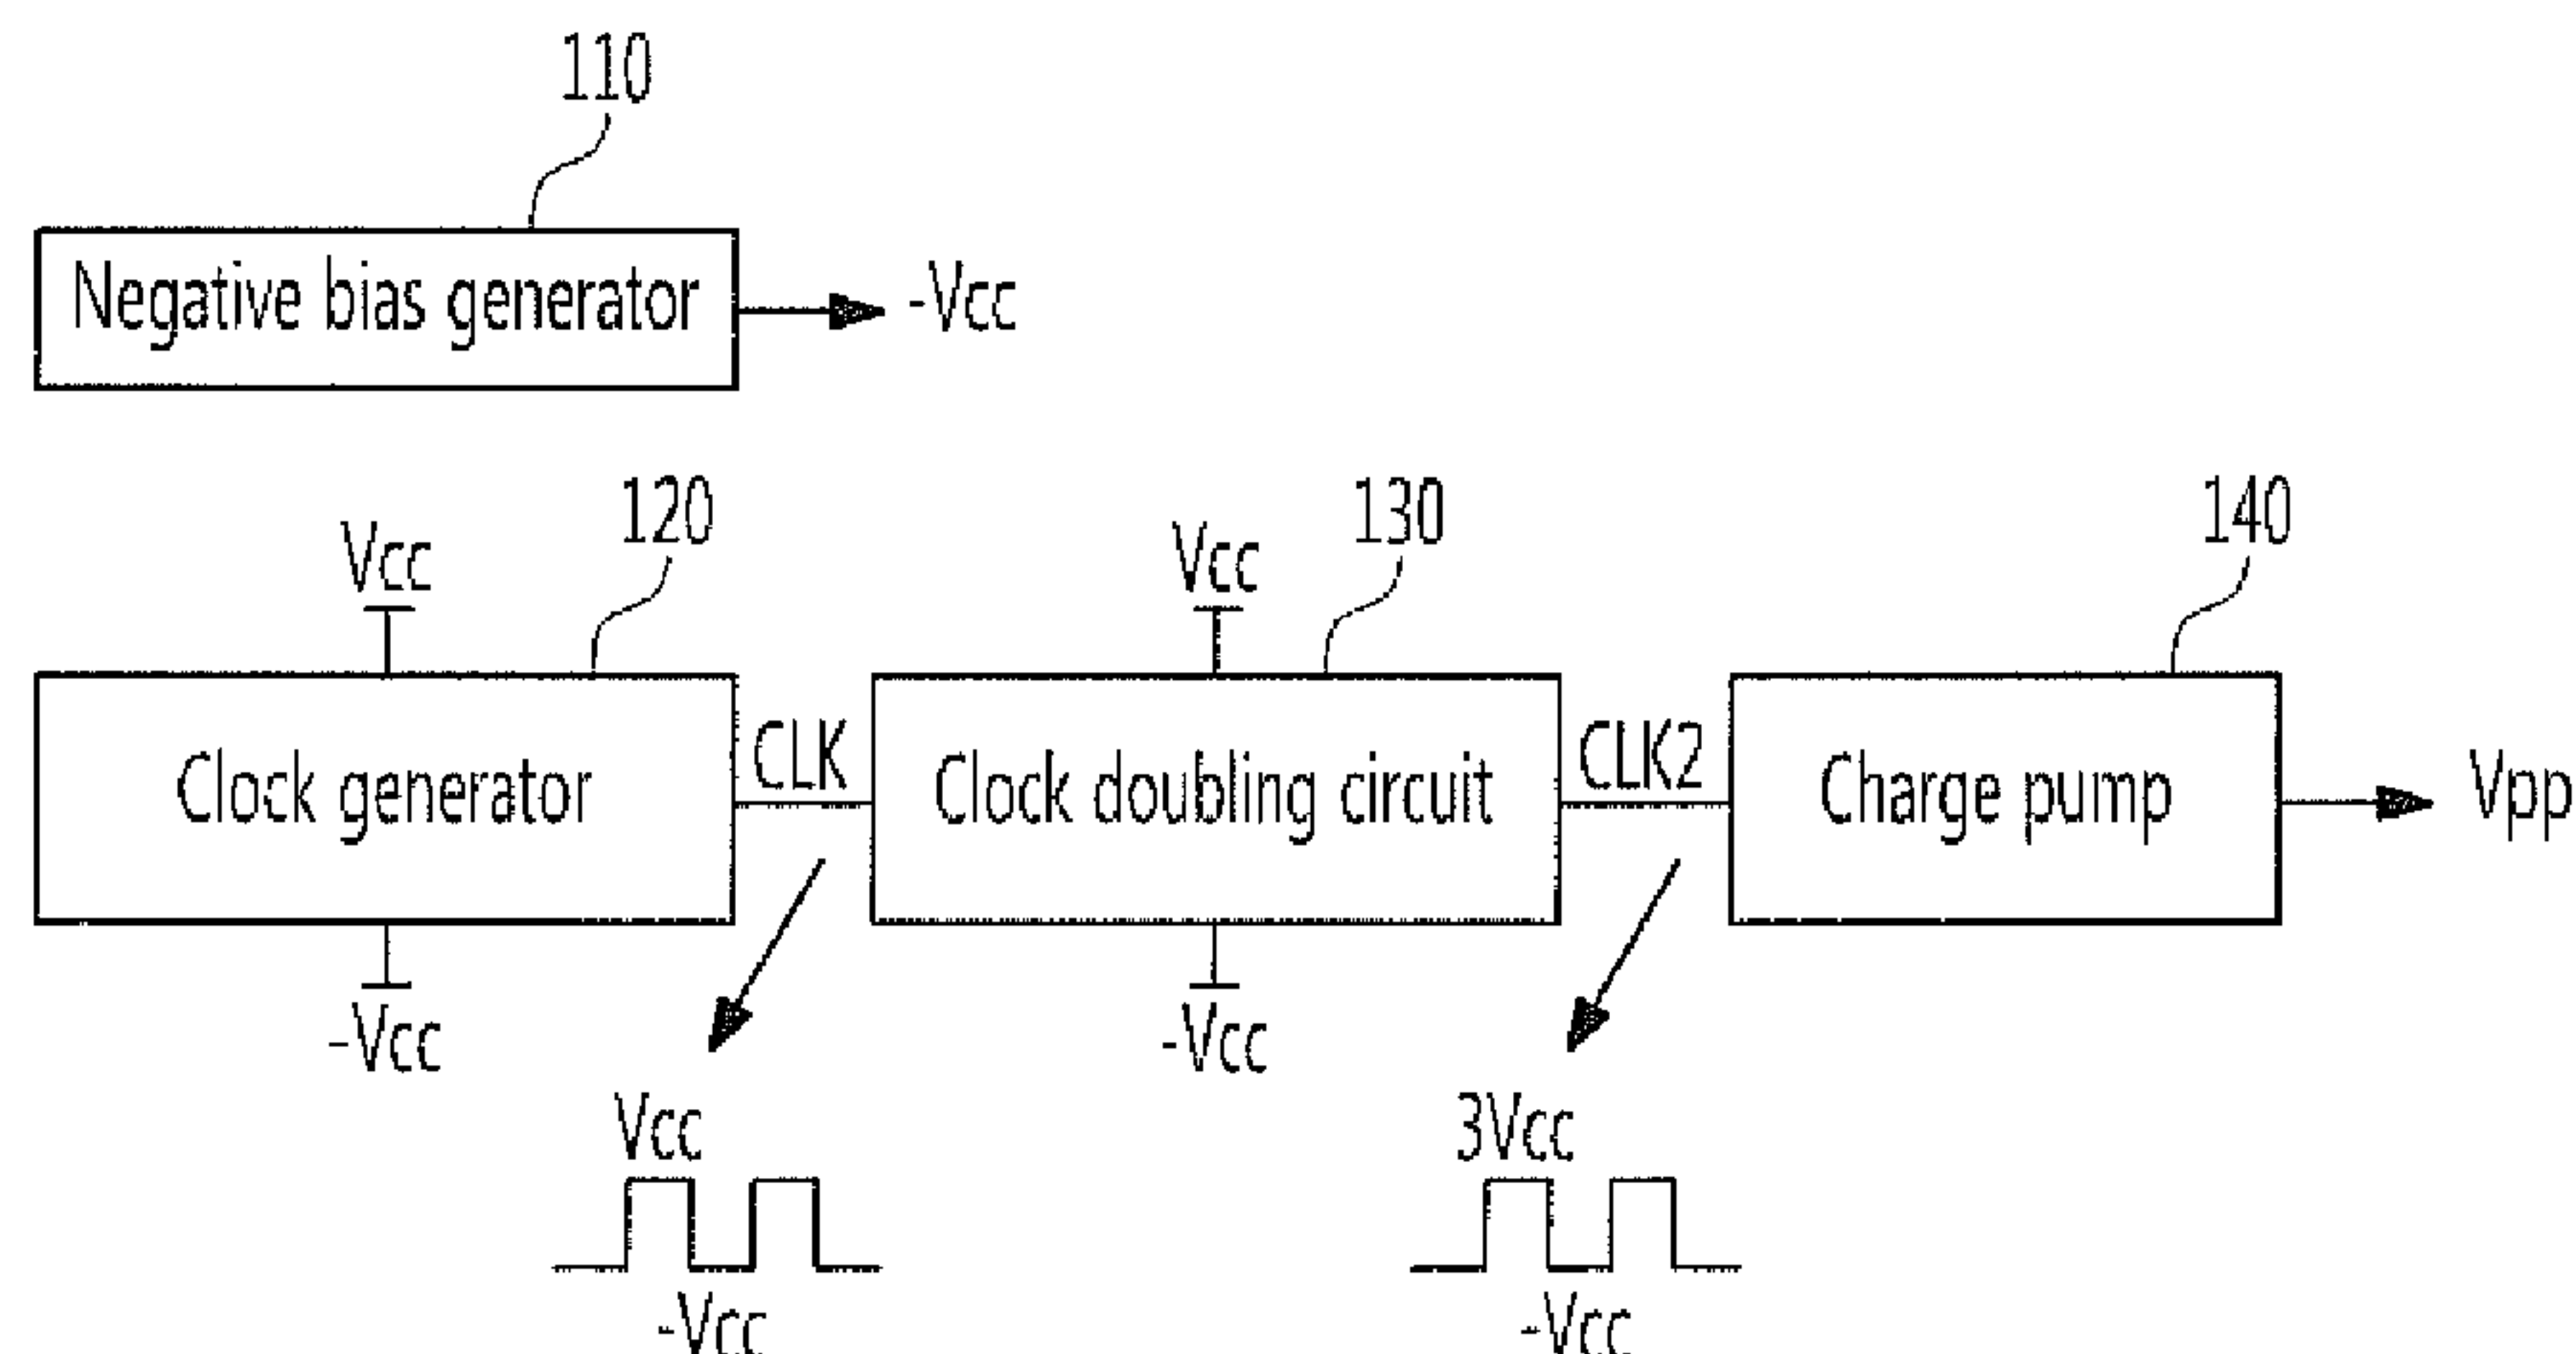 110
Negative bias generator
-Vcc
120
130
140
Vcc
Vcc
Clock generator
CLK
Clock doubling circuit
CLK2
Charge pump
Vpp
-Vcc
-Vcc
Vcc
3Vcc
-Vcc
-Vcc